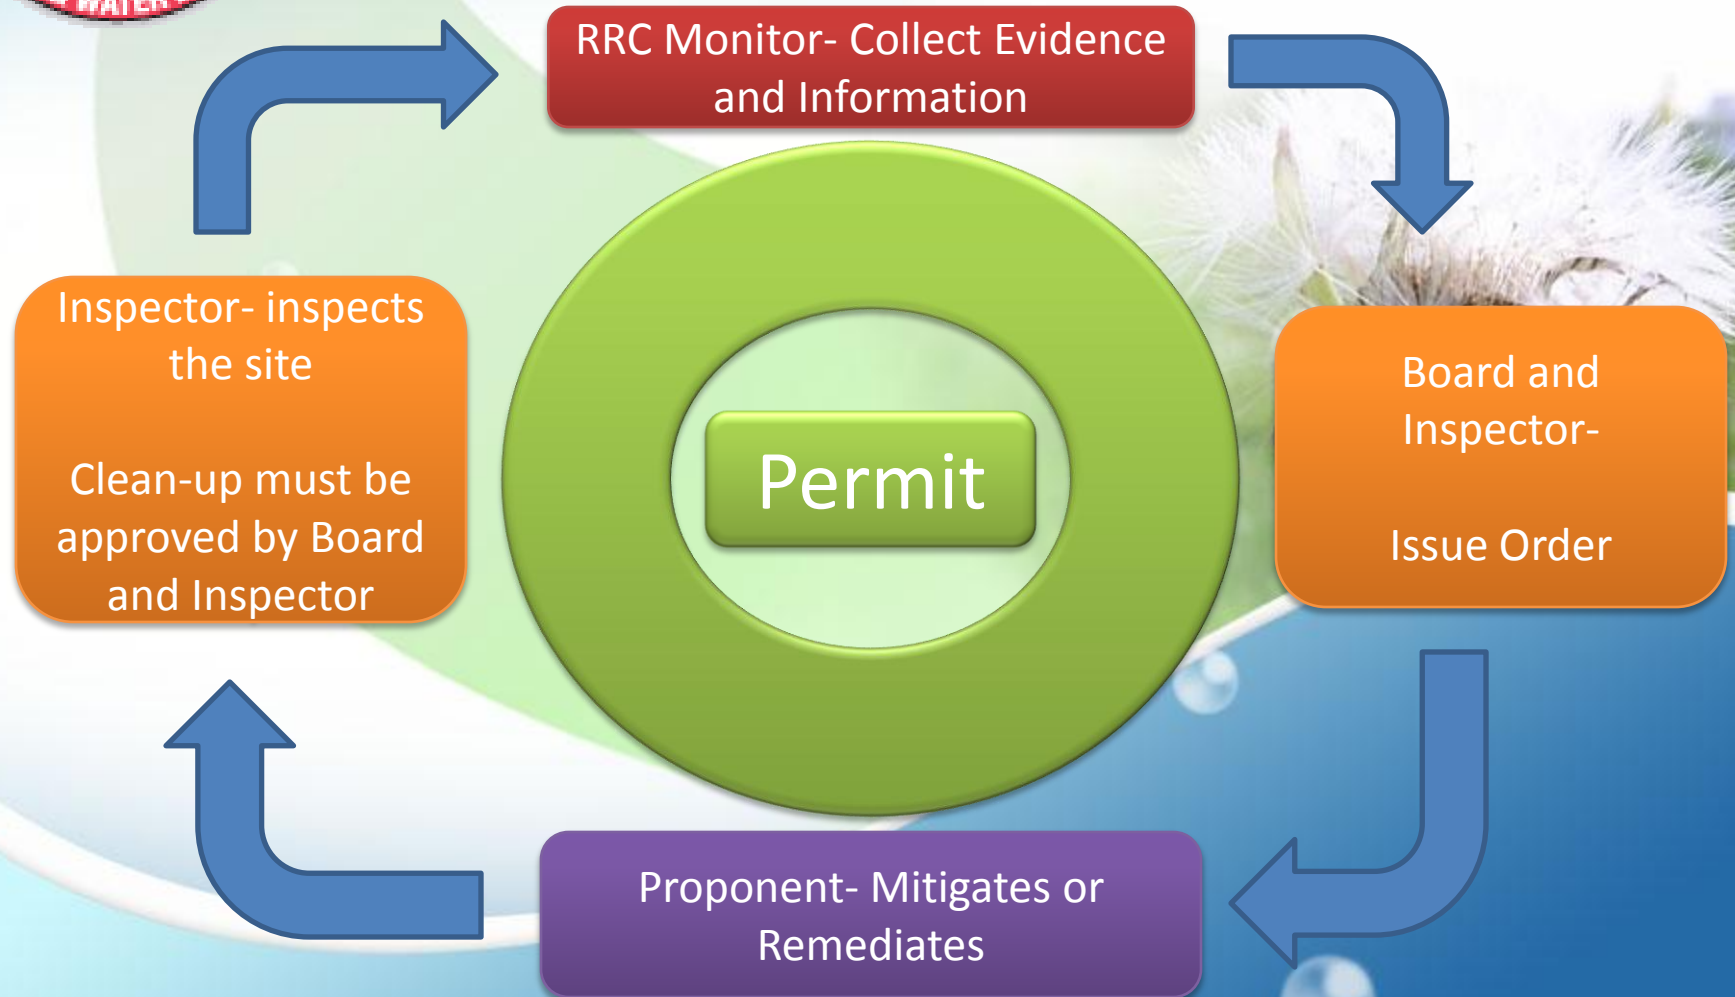 WATER
RRC Monitor- Collect Evidence
and Information
Inspector- inspects
the site
Clean-up must be
approved by Board
and Inspector
Board and
Inspector-
Issue Order
Permit
Proponent- Mitigates or
Remediates